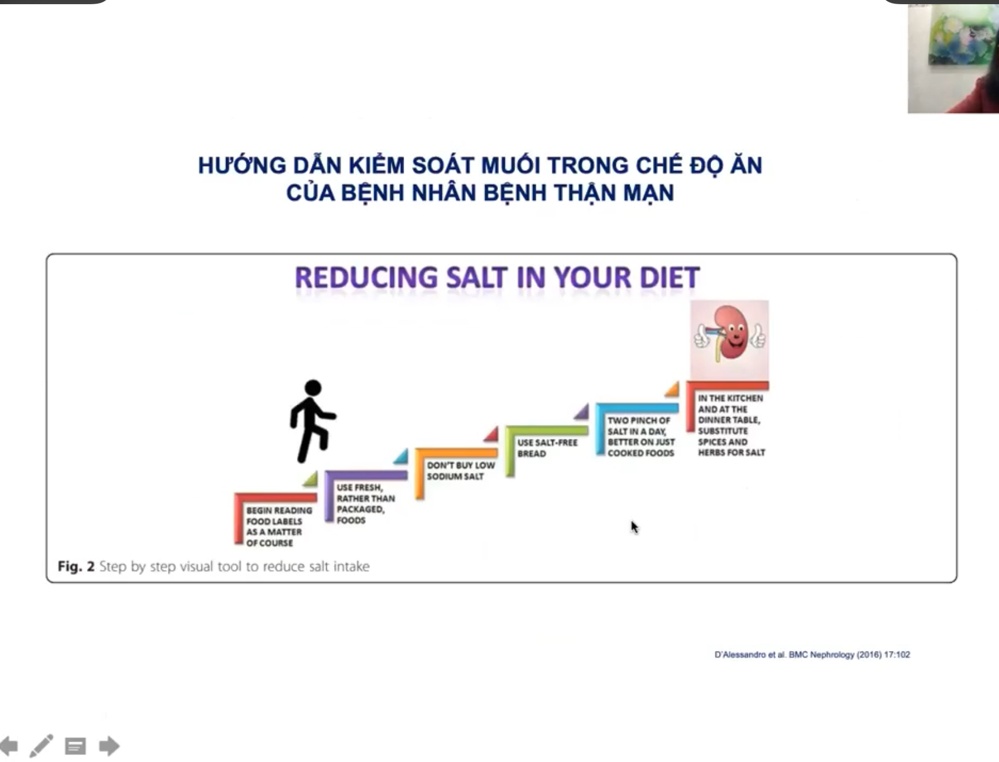 HƯỚNG DẪN KIỂM SOÁT MUỐI TRONG CHẾ ĐỘ ĂN
CỦA BỆNH NHÂN BỆNH THẬN MẠN
REDUCING SALT IN YOUR DIET
BEGIN READING
FOOD LABELS
AS A MATTER
OF COURSE
USE FRESH,
RATHER THAN
PACKAGED,
FOODS
DON'T BUY LOW
SODIUM SALT
USE SALT-FREE
BREAD
TWO PINCH OF
SALT IN A DAY,
BETTER ON JUST
COOKED FOODS
IN THE KITCHEN
AND AT THE
DINNER TABLE,
SUBSTITUTE
SPICES AND
HERBS FOR SALT
Fig. 2 Step by step visual tool to reduce salt intake
D'Alessandro et al. BMC Nephrology (2016) 17:102